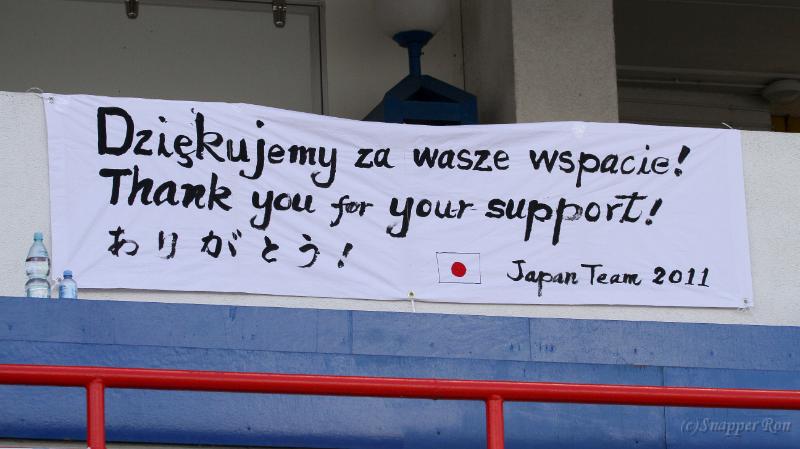 Dziękujemy za wasze wspacie!
Thank you for your support!
ありがとう!
Japan Team 2011
(c)Snapper Ron